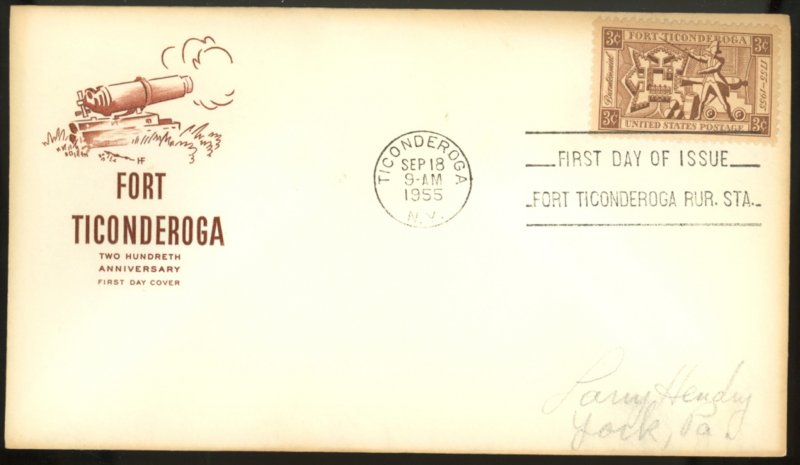 HF
FORT
TICONDEROGA
TWO HUNDRETH
ANNIVERSARY
FIRST DAY COVER
TICONDEROGA
SEP 18
9-AM
1955
N.Y.
3¢ FORT TICONDEROGA 3¢
Bicentennial
1755-1955
3¢ UNITED STATES POSTAGE 3¢
FIRST DAY OF ISSUE
FORT TICONDEROGA RUR. STA.
Larry Hendry
York, Pa.